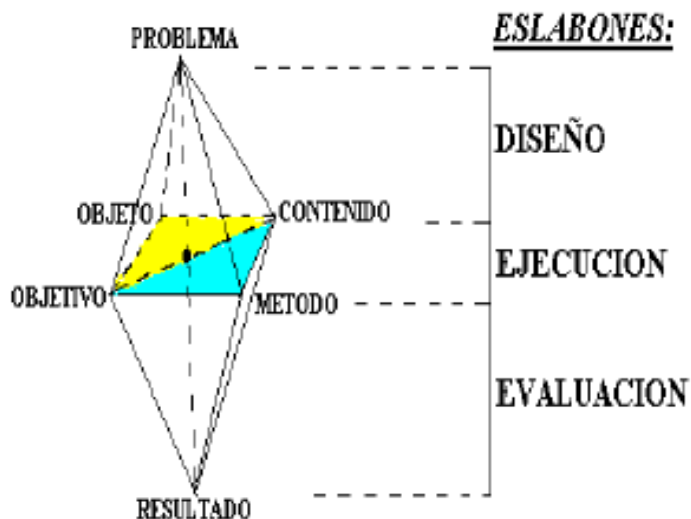 ESLABONES:
PROBLEMA
DISEÑO
OBJETO
CONTENIDO
EJECUCION
OBJETIVO
METODO
EVALUACION
RESULTADO